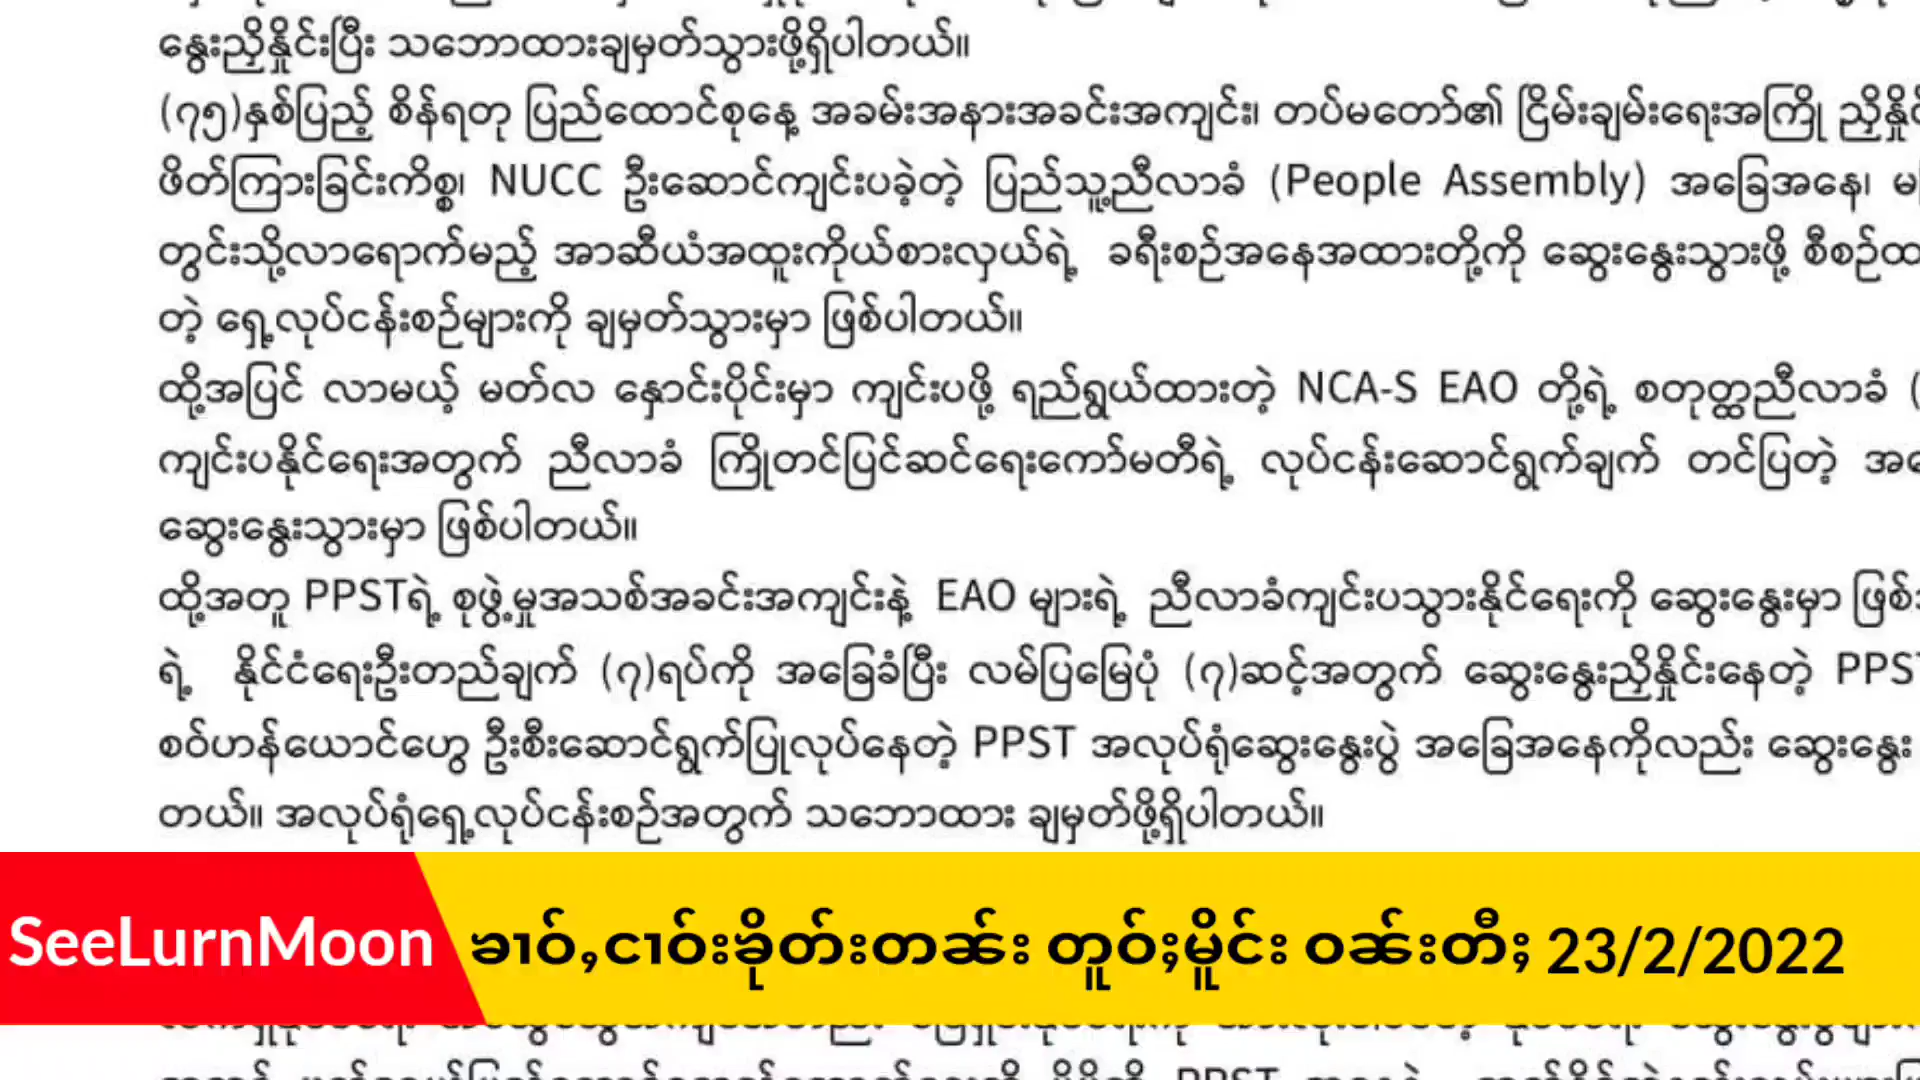 နွေးညှိနှိုင်းပြီး သဘောထားချမှတ်သွားဖို့ရှိပါတယ်။
(၇၅)နှစ်ပြည့် စိန်ရတု ပြည်ထောင်စုနေ့ အခမ်းအနားအခင်းအကျင်း၊ တပ်မတော်၏ ငြိမ်းချမ်းရေးအကြို
ဖိတ်ကြားခြင်းကိစ္စ၊ NUCC ဦးဆောင်ကျင်းပခဲ့တဲ့ ပြည်သူ့ညီလာခံ (People Assembly) အခြေအနေ၊
တွင်းသို့လာရောက်မည့် အာဆီယံအထူးကိုယ်စားလှယ်ရဲ့ ခရီးစဉ်အနေအထားတို့ကို ဆွေးနွေးသွားဖို့
တဲ့ ရှေ့လုပ်ငန်းစဉ်များကို ချမှတ်သွားမှာ ဖြစ်ပါတယ်။
ထို့အပြင် လာမယ့် မတ်လ နှောင်းပိုင်းမှာ ကျင်းပဖို့ ရည်ရွယ်ထားတဲ့ NCA-S EAO တို့ရဲ့ စတုတ္ထညီလာခံ (
ကျင်းပနိုင်ရေးအတွက် ညီလာခံ ကြိုတင်ပြင်ဆင်ရေးကော်မတီရဲ့ လုပ်ငန်းဆောင်ရွက်ချက် တင်ပြတဲ့
ဆွေးနွေးသွားမှာ ဖြစ်ပါတယ်။
ထို့အတူ PPSTရဲ့ စုဖွဲ့မှုအသစ်အခင်းအကျင်းနဲ့ EAO များရဲ့ ညီလာခံကျင်းပသွားနိုင်ရေးကို ဆွေးနွေးမှာ
ရဲ့ နိုင်ငံရေးဦးတည်ချက် (၇)ရပ်ကို အခြေခံပြီး လမ်ပြမြေပုံ (၇)ဆင့်အတွက် ဆွေးနွေးညှိနှိုင်းနေတဲ့
စဝ်ဟန်ယောင်ဟွေ ဦးစီးဆောင်ရွက်ပြုလုပ်နေတဲ့ PPST အလုပ်ရုံဆွေးနွေးပွဲ အခြေအနေကိုလည်း ဆွေးနွေး
တယ်။ အလုပ်ရုံရှေ့လုပ်ငန်းစဉ်အတွက် သဘောထား ချမှတ်ဖို့ရှိပါတယ်။
SeeLurnMoon ၶၢဝ်ႇငၢဝ်းၶိုတ်းတၼ်း တူဝ်ႈမိူင်း ဝၼ်းတီႈ 23/2/2022